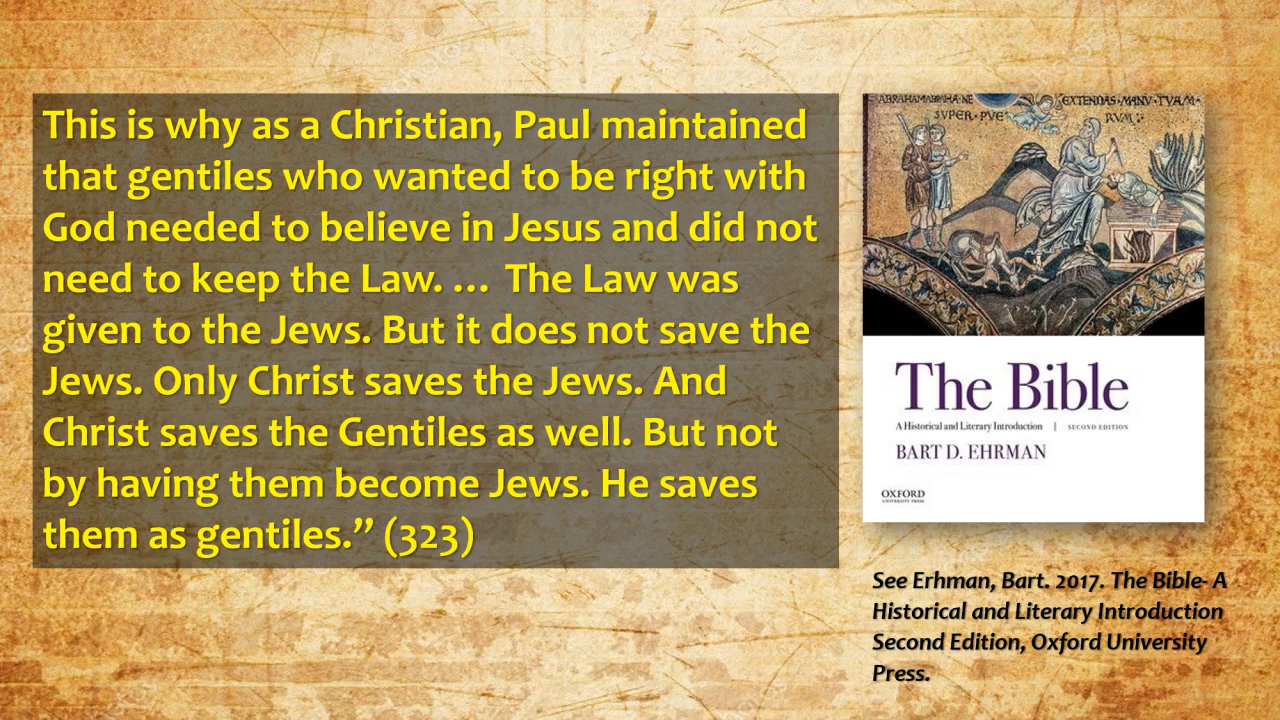 This is why as a Christian, Paul maintained
that gentiles who wanted to be right with
God needed to believe in Jesus and did not
need to keep the Law. … The Law was
given to the Jews. But it does not save the
Jews. Only Christ saves the Jews. And
Christ saves the Gentiles as well. But not
by having them become Jews. He saves
them as gentiles.” (323)
EXTENDAS·MANV·TVAM·
SVPER·PVE
RVM
The Bible
A Historical and Literary Introduction | SECOND EDITION
BART D. EHRMAN
OXFORD
UNIVERSITY PRESS
See Erhman, Bart. 2017. The Bible- A
Historical and Literary Introduction
Second Edition, Oxford University
Press.